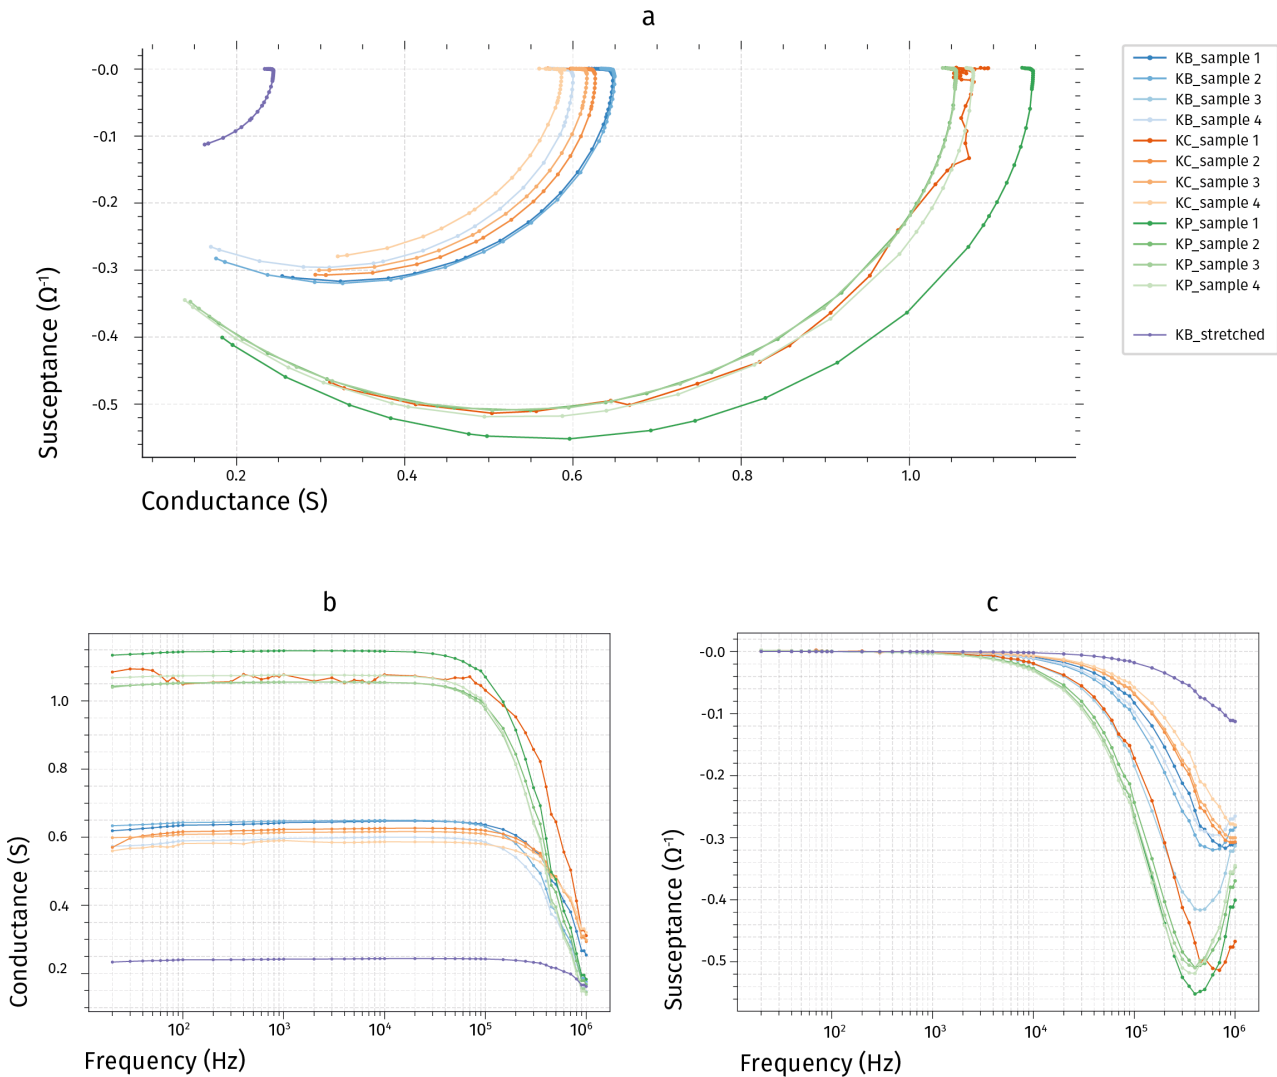 a
-0.0
-0.1
-0.2
-0.3
-0.4
-0.5
Susceptance (Ω⁻¹)
0.2
0.4
0.6
0.8
1.0
Conductance (S)
KB_sample 1
KB_sample 2
KB_sample 3
KB_sample 4
KC_sample 1
KC_sample 2
KC_sample 3
KC_sample 4
KP_sample 1
KP_sample 2
KP_sample 3
KP_sample 4
KB_stretched
b
1.0
0.8
0.6
0.4
0.2
Conductance (S)
10²
10³
10⁴
10⁵
10⁶
Frequency (Hz)
c
-0.0
-0.1
-0.2
-0.3
-0.4
-0.5
Susceptance (Ω⁻¹)
10²
10³
10⁴
10⁵
10⁶
Frequency (Hz)